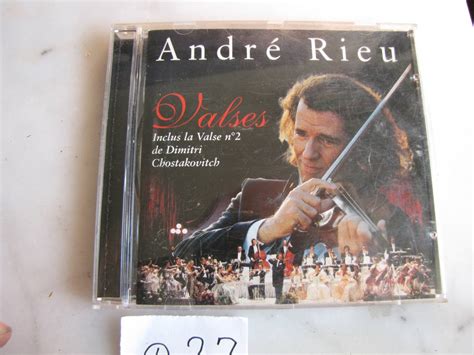 André Rieu
Valses
Inclus la Valse n°2
de Dimitri
Chostakovitch